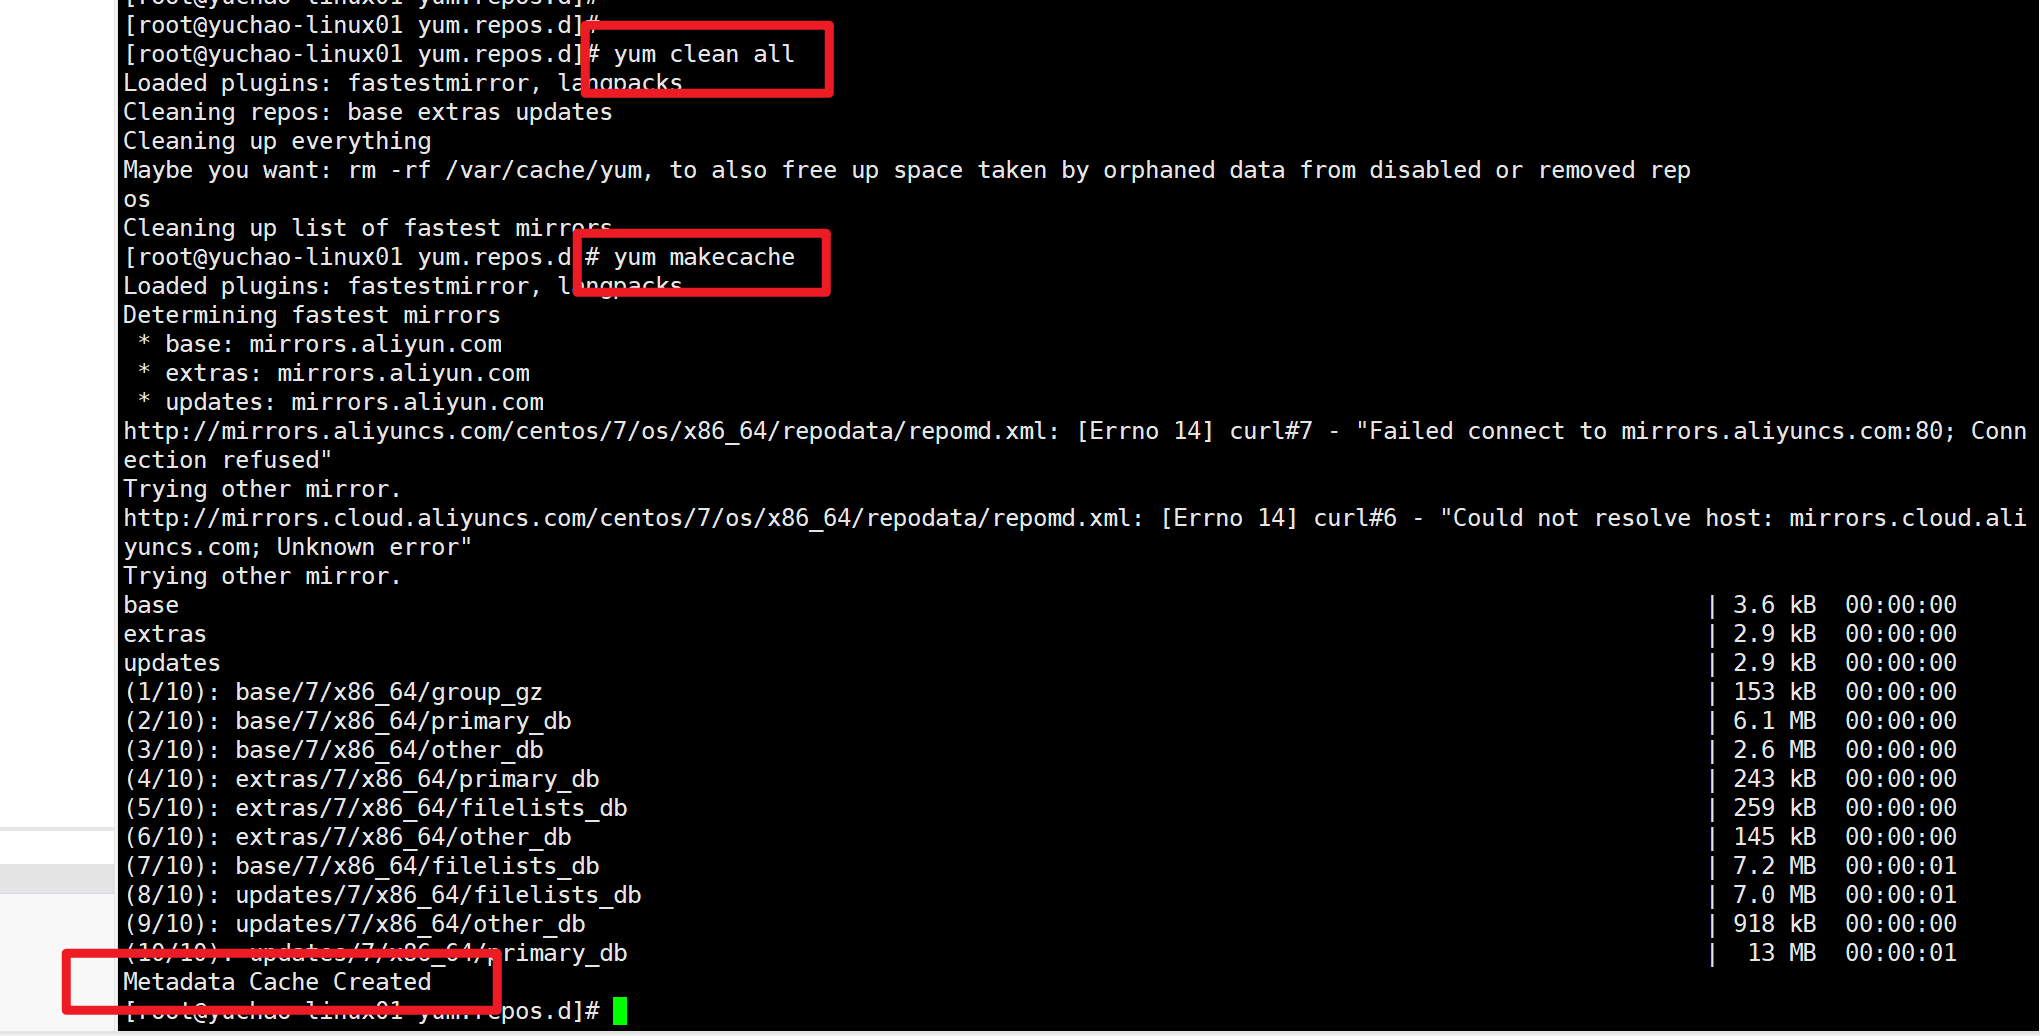 [root@yuchao-linux01 yum.repos.d]#
[root@yuchao-linux01 yum.repos.d]#
[root@yuchao-linux01 yum.repos.d]# yum clean all
Loaded plugins: fastestmirror, langpacks
Cleaning repos: base extras updates
Cleaning up everything
Maybe you want: rm -rf /var/cache/yum, to also free up space taken by orphaned data from disabled or removed rep
os
Cleaning up list of fastest mirrors
[root@yuchao-linux01 yum.repos.d]# yum makecache
Loaded plugins: fastestmirror, langpacks
Determining fastest mirrors
 * base: mirrors.aliyun.com
 * extras: mirrors.aliyun.com
 * updates: mirrors.aliyun.com
http://mirrors.aliyuncs.com/centos/7/os/x86_64/repodata/repomd.xml: [Errno 14] curl#7 - "Failed connect to mirrors.aliyuncs.com:80; Conn
ection refused"
Trying other mirror.
http://mirrors.cloud.aliyuncs.com/centos/7/os/x86_64/repodata/repomd.xml: [Errno 14] curl#6 - "Could not resolve host: mirrors.cloud.ali
yuncs.com; Unknown error"
Trying other mirror.
base | 3.6 kB 00:00:00
extras | 2.9 kB 00:00:00
updates | 2.9 kB 00:00:00
(1/10): base/7/x86_64/group_gz | 153 kB 00:00:00
(2/10): base/7/x86_64/primary_db | 6.1 MB 00:00:00
(3/10): base/7/x86_64/other_db | 2.6 MB 00:00:00
(4/10): extras/7/x86_64/primary_db | 243 kB 00:00:00
(5/10): extras/7/x86_64/filelists_db | 259 kB 00:00:00
(6/10): extras/7/x86_64/other_db | 145 kB 00:00:00
(7/10): base/7/x86_64/filelists_db | 7.2 MB 00:00:01
(8/10): updates/7/x86_64/filelists_db | 7.0 MB 00:00:01
(9/10): updates/7/x86_64/other_db | 918 kB 00:00:00
(10/10): updates/7/x86_64/primary_db | 13 MB 00:00:01
Metadata Cache Created
[root@yuchao-linux01 yum.repos.d]#